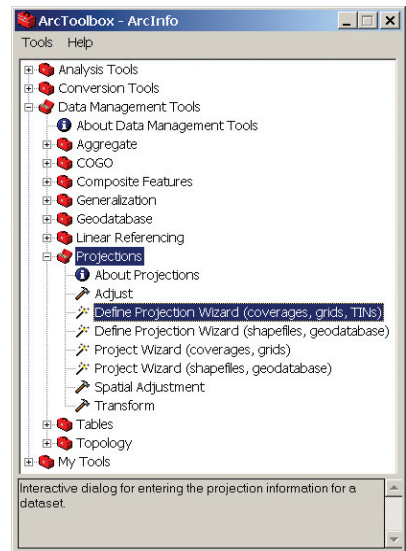 ArcToolbox - ArcInfo
Tools Help
Analysis Tools
Conversion Tools
Data Management Tools
About Data Management Tools
Aggregate
COGO
Composite Features
Generalization
Geodatabase
Linear Referencing
Projections
About Projections
Adjust
Define Projection Wizard (coverages, grids, TINs)
Define Projection Wizard (shapefiles, geodatabase)
Project Wizard (coverages, grids)
Project Wizard (shapefiles, geodatabase)
Spatial Adjustment
Transform
Tables
Topology
My Tools
Interactive dialog for entering the projection information for a
dataset.